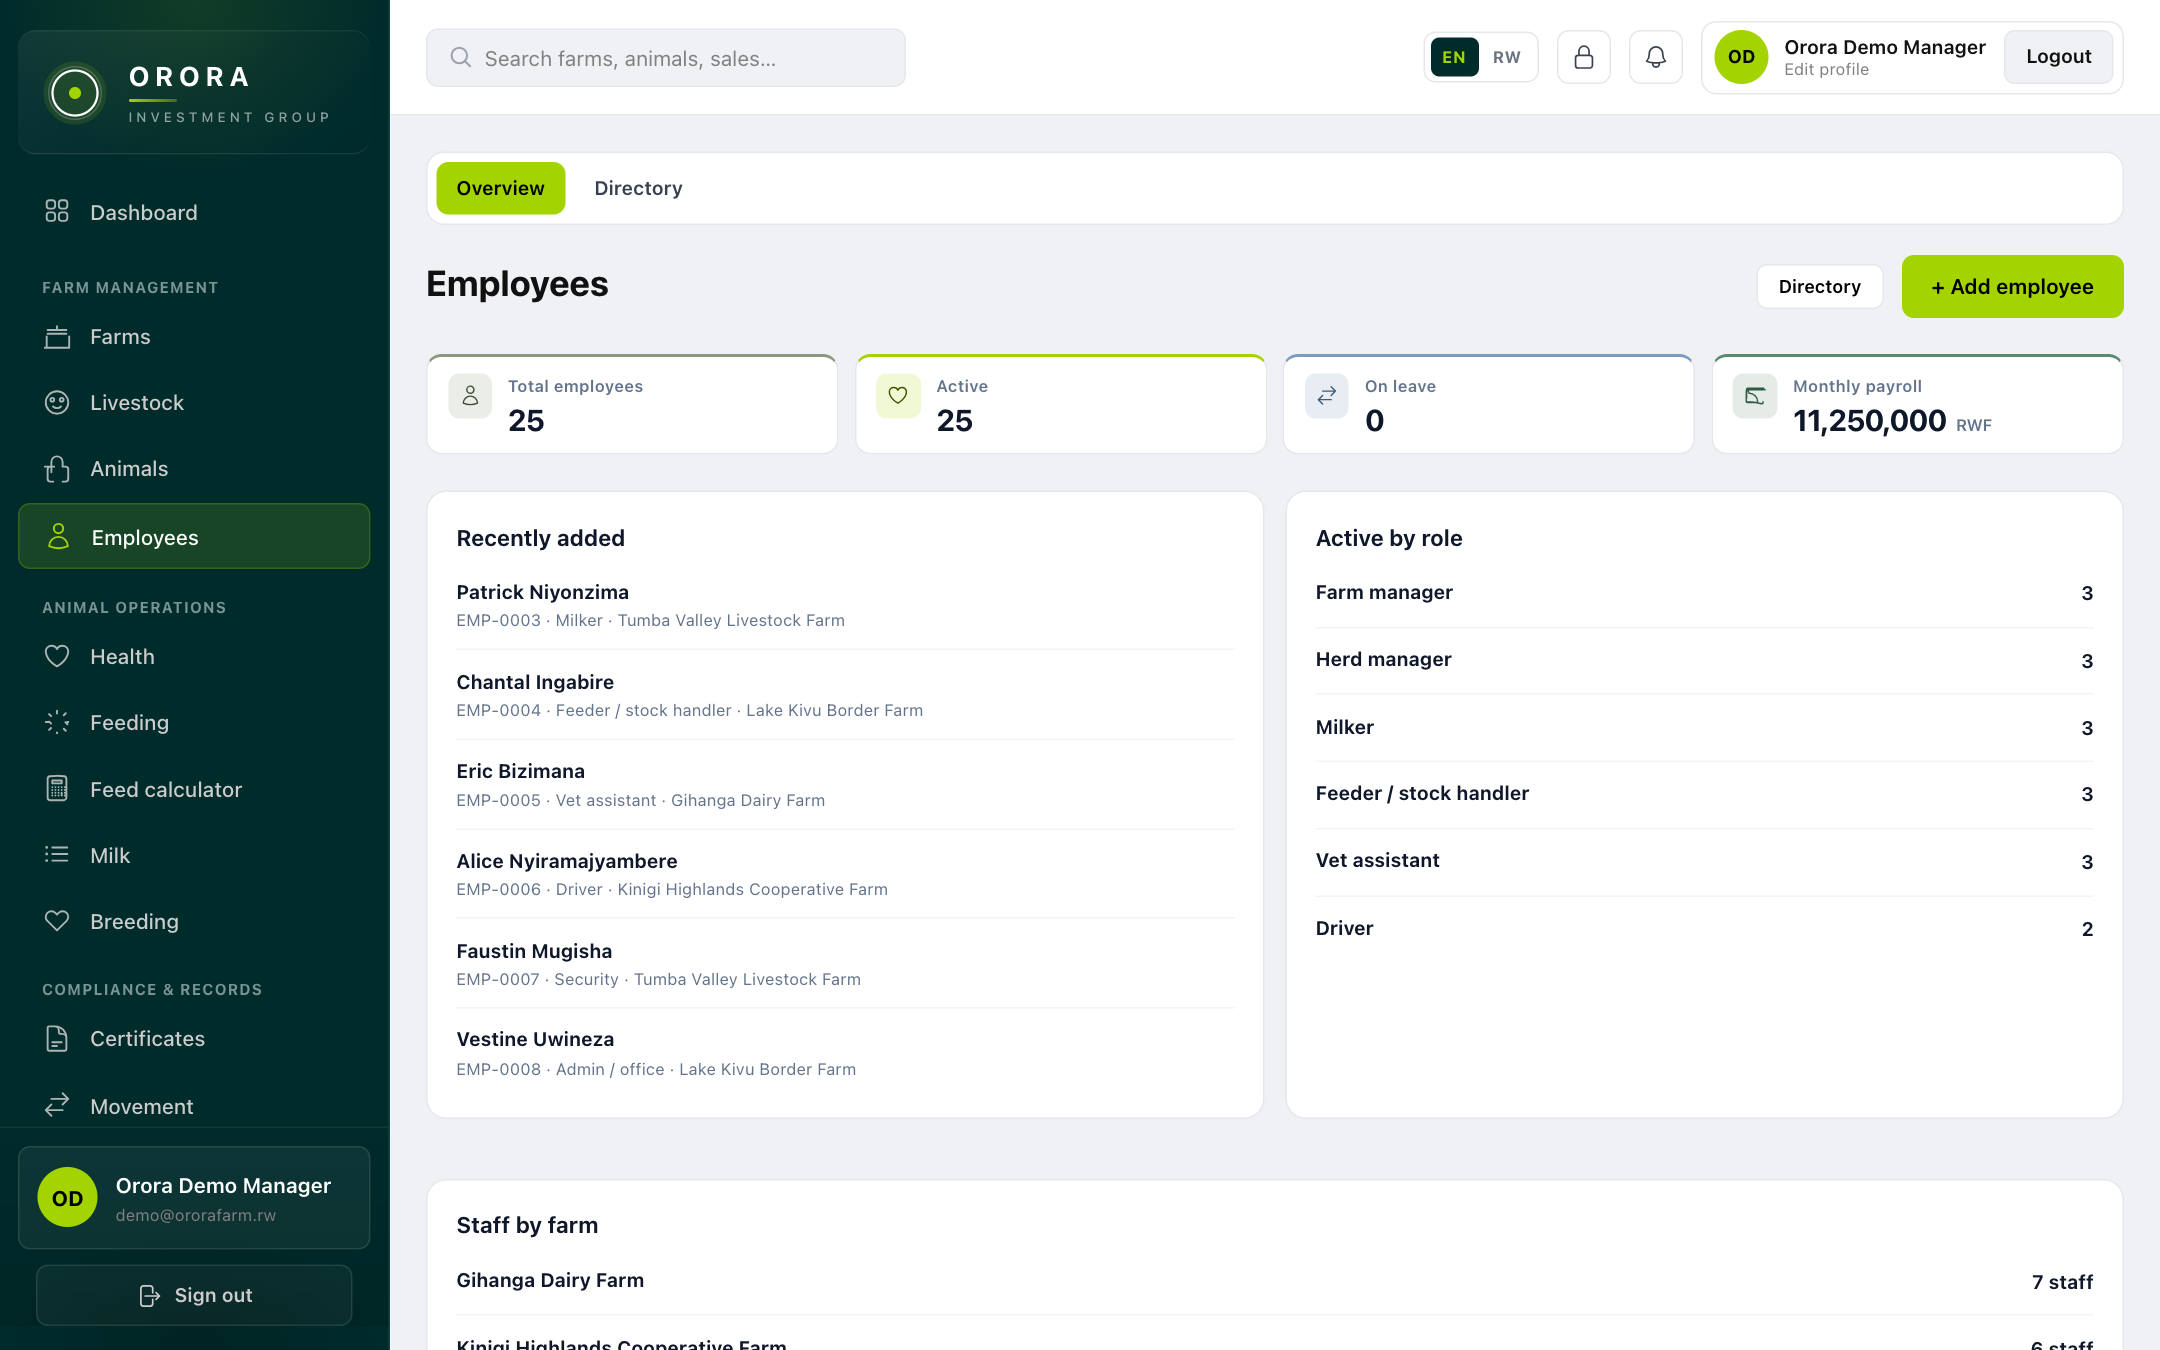 ORORA
INVESTMENT GROUP
Dashboard
FARM MANAGEMENT
Farms
Livestock
Animals
Employees
ANIMAL OPERATIONS
Health
Feeding
Feed calculator
Milk
Breeding
COMPLIANCE & RECORDS
Certificates
Movement
OD
Orora Demo Manager
demo@ororafarm.rw
Sign out
Search farms, animals, sales...
EN RW
OD
Orora Demo Manager
Edit profile
Logout
Overview Directory
Employees
Directory
+ Add employee
Total employees
25
Active
25
On leave
0
Monthly payroll
11,250,000 RWF
Recently added
Patrick Niyonzima
EMP-0003 · Milker · Tumba Valley Livestock Farm
Chantal Ingabire
EMP-0004 · Feeder / stock handler · Lake Kivu Border Farm
Eric Bizimana
EMP-0005 · Vet assistant · Gihanga Dairy Farm
Alice Nyiramajyambere
EMP-0006 · Driver · Kinigi Highlands Cooperative Farm
Faustin Mugisha
EMP-0007 · Security · Tumba Valley Livestock Farm
Vestine Uwineza
EMP-0008 · Admin / office · Lake Kivu Border Farm
Active by role
Farm manager 3
Herd manager 3
Milker 3
Feeder / stock handler 3
Vet assistant 3
Driver 2
Staff by farm
Gihanga Dairy Farm 7 staff
Kinigi Highlands Cooperative Farm 6 staff